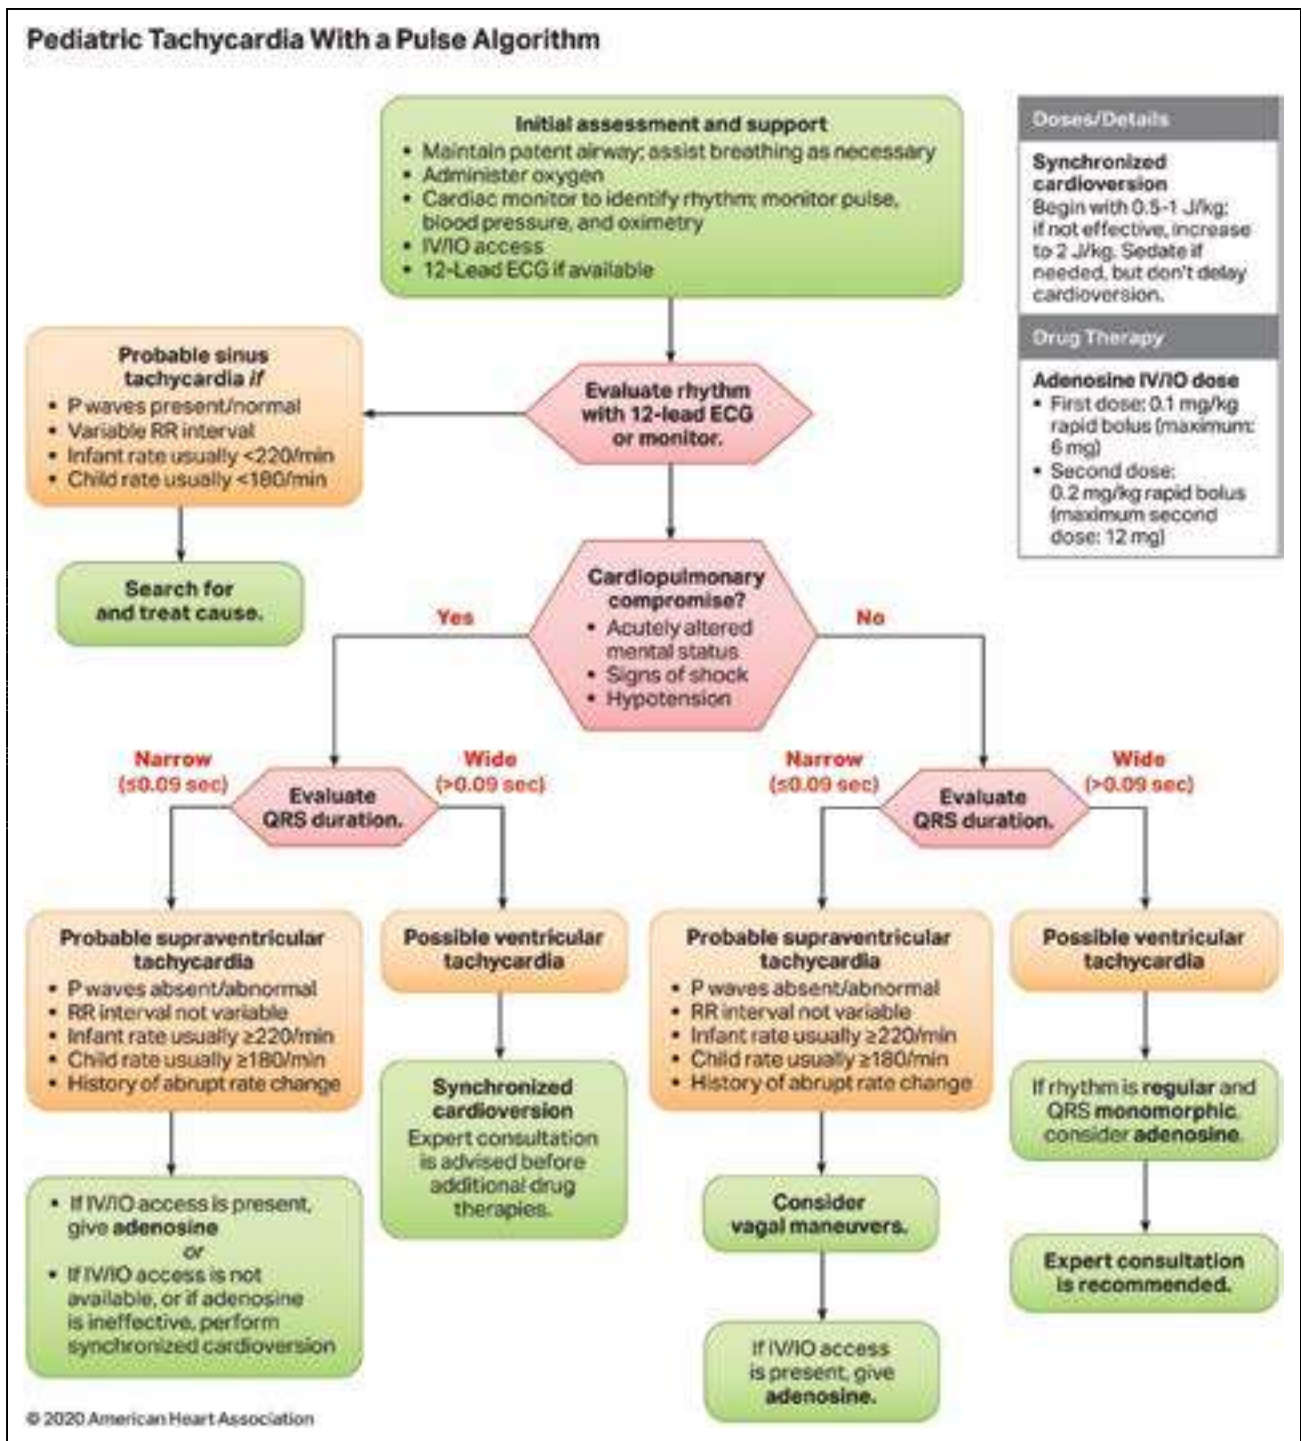 Pediatric Tachycardia With a Pulse Algorithm
Initial assessment and support
• Maintain patent airway; assist breathing as necessary
• Administer oxygen
• Cardiac monitor to identify rhythm; monitor pulse,
blood pressure, and oximetry
• IV/IO access
• 12-Lead ECG if available
Doses/Details
Synchronized
cardioversion
Begin with 0.5-1 J/kg;
if not effective, increase
to 2 J/kg. Sedate if
needed, but don't delay
cardioversion.
Drug Therapy
Adenosine IV/IO dose
• First dose: 0.1 mg/kg
rapid bolus (maximum:
6 mg)
• Second dose:
0.2 mg/kg rapid bolus
(maximum second
dose: 12 mg)
Evaluate rhythm
with 12-lead ECG
or monitor.
Probable sinus
tachycardia if
• P waves present/normal
• Variable RR interval
• Infant rate usually <220/min
• Child rate usually <180/min
Search for
and treat cause.
Cardiopulmonary
compromise?
• Acutely altered
mental status
• Signs of shock
• Hypotension
Yes
No
Narrow
(≤0.09 sec)
Evaluate
QRS duration.
Wide
(>0.09 sec)
Narrow
(≤0.09 sec)
Evaluate
QRS duration.
Wide
(>0.09 sec)
Probable supraventricular
tachycardia
• P waves absent/abnormal
• RR interval not variable
• Infant rate usually ≥220/min
• Child rate usually ≥180/min
• History of abrupt rate change
• If IV/IO access is present,
give adenosine
or
• If IV/IO access is not
available, or if adenosine
is ineffective, perform
synchronized cardioversion
Possible ventricular
tachycardia
Synchronized
cardioversion
Expert consultation
is advised before
additional drug
therapies.
Probable supraventricular
tachycardia
• P waves absent/abnormal
• RR interval not variable
• Infant rate usually ≥220/min
• Child rate usually ≥180/min
• History of abrupt rate change
Consider
vagal maneuvers.
If IV/IO access
is present, give
adenosine.
Possible ventricular
tachycardia
If rhythm is regular and
QRS monomorphic,
consider adenosine.
Expert consultation
is recommended.
© 2020 American Heart Association